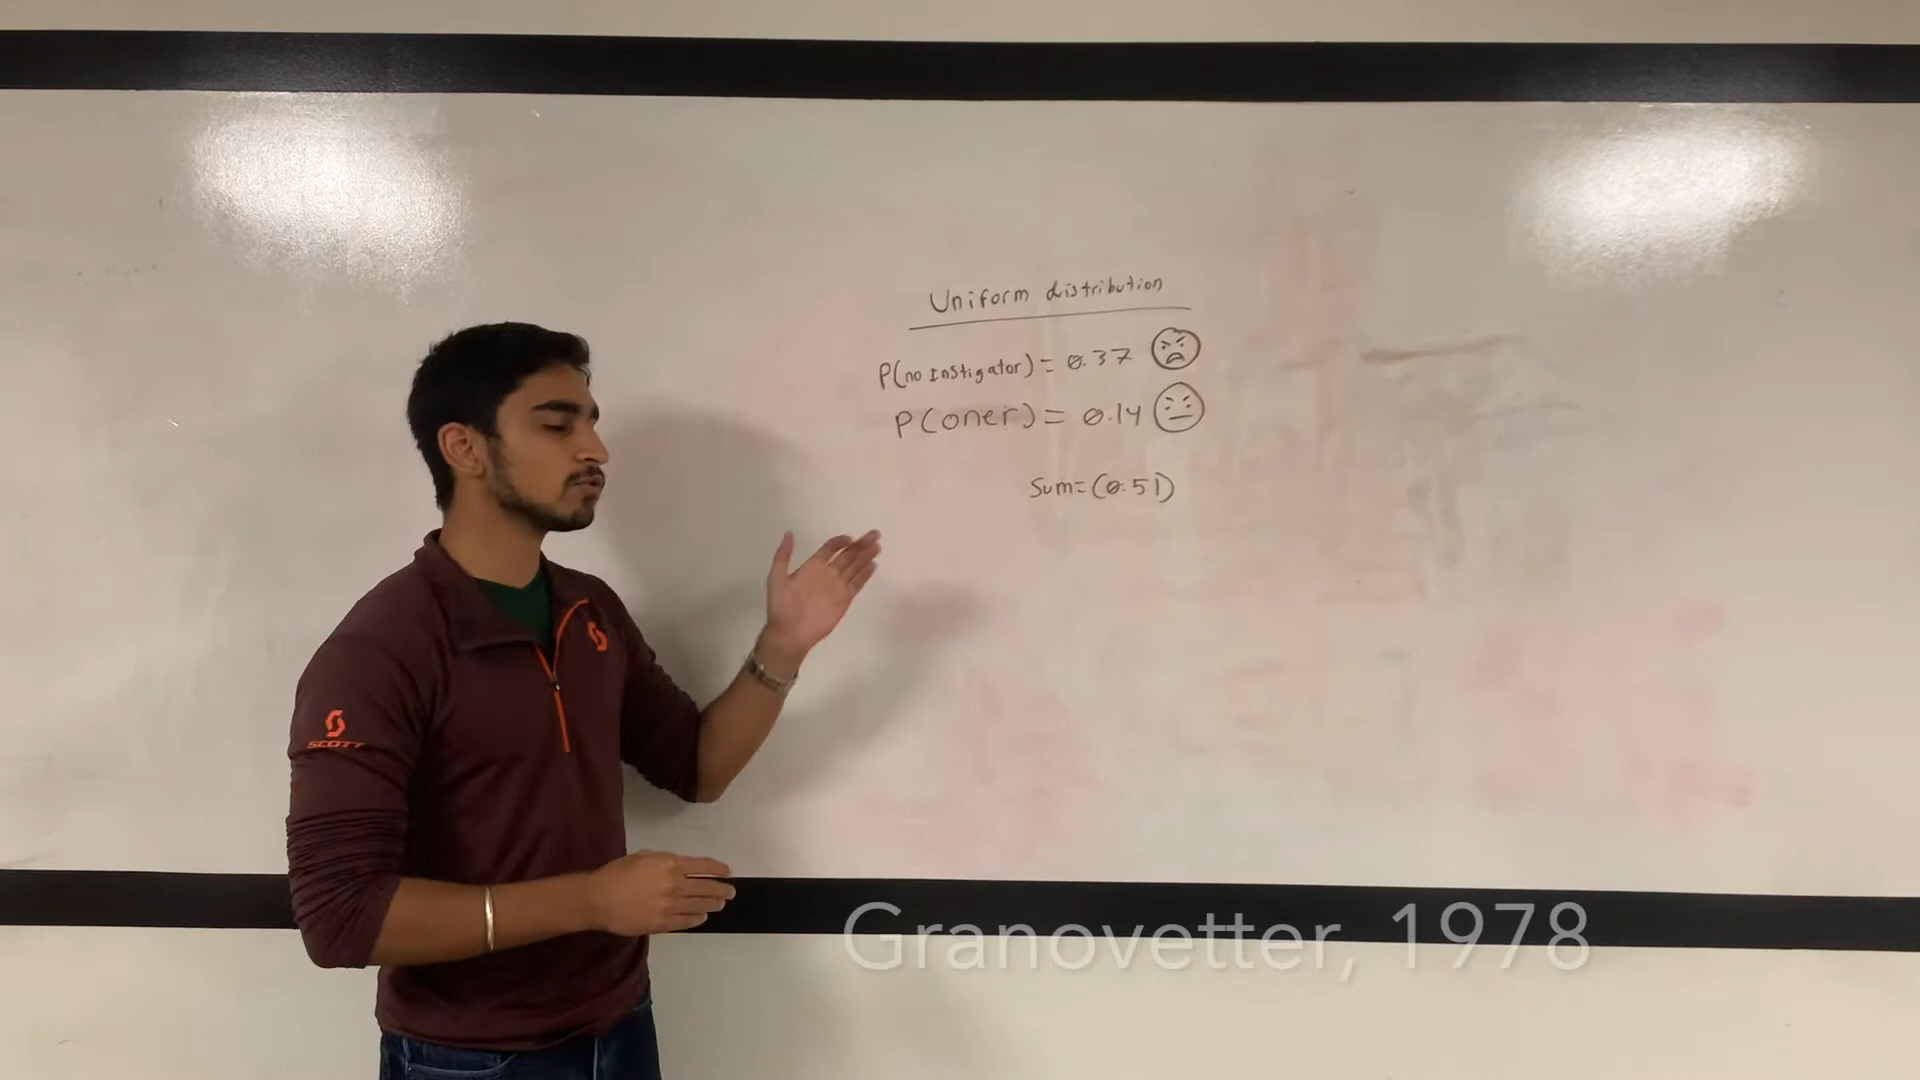 Uniform distribution
P(no Instigator) = 0.37
P(oner) = 0.14
Sum=(0.51)
SCOTT
Granovetter, 1978